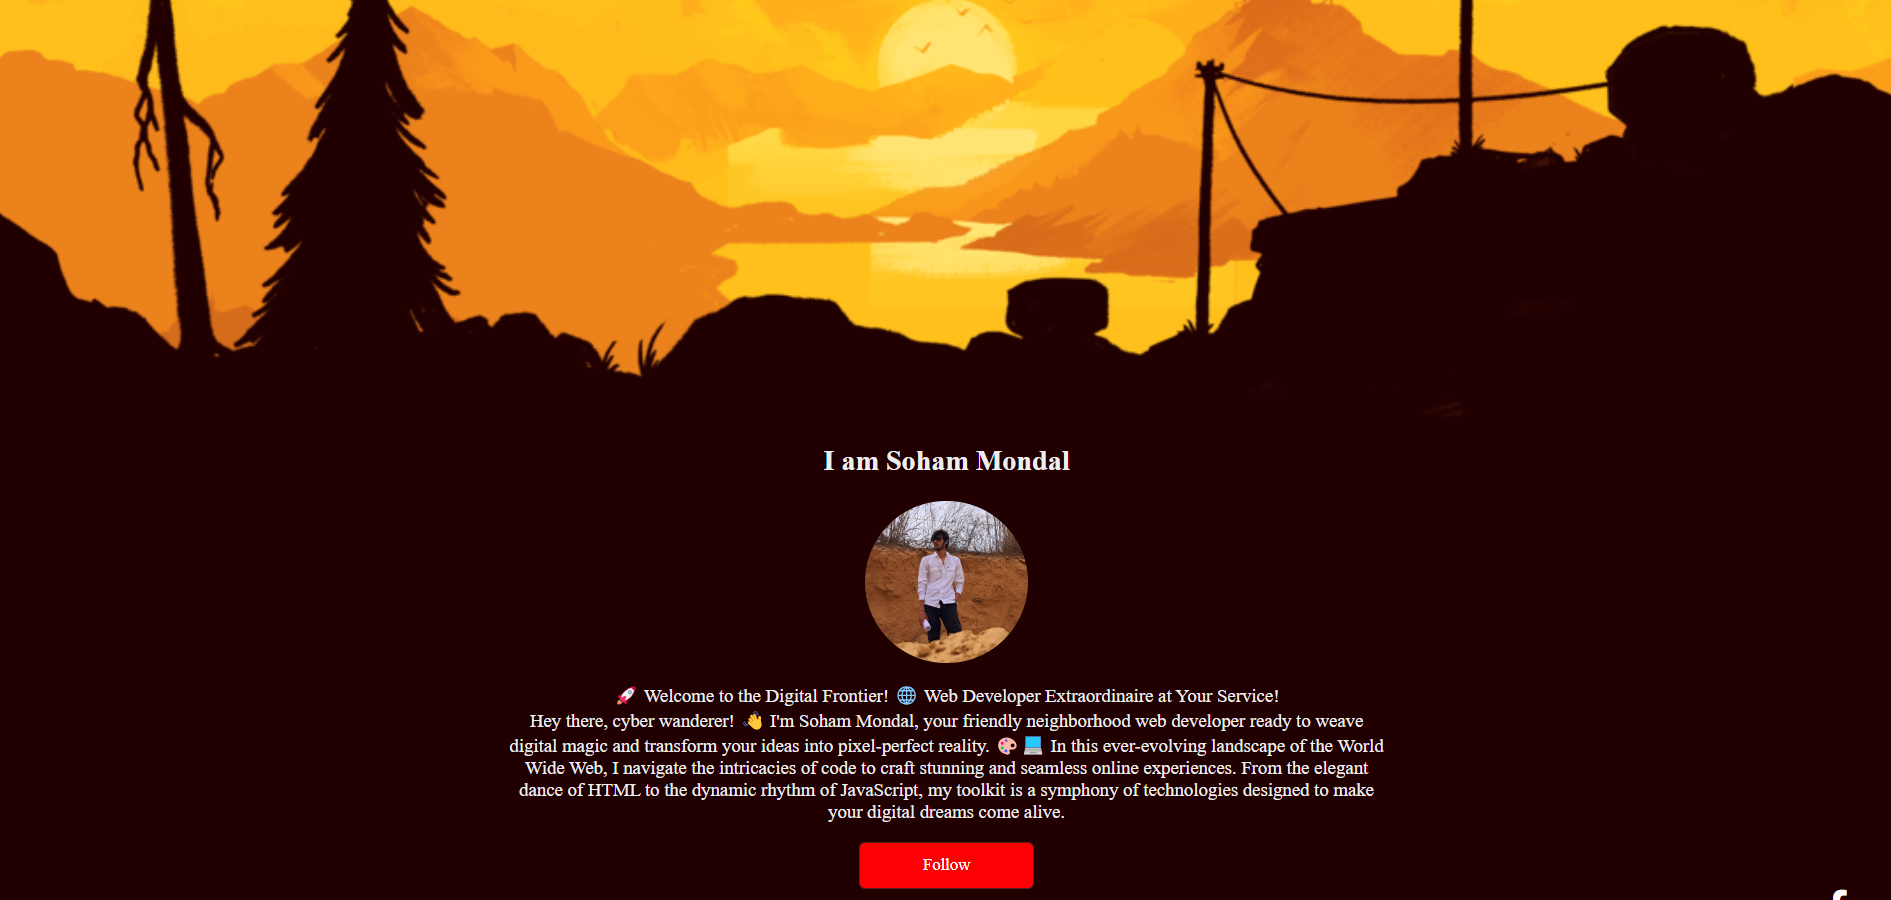 I am Soham Mondal
🚀 Welcome to the Digital Frontier! 🌐 Web Developer Extraordinaire at Your Service!
Hey there, cyber wanderer! 👋 I'm Soham Mondal, your friendly neighborhood web developer ready to weave
digital magic and transform your ideas into pixel-perfect reality. 🎨 💻 In this ever-evolving landscape of the World
Wide Web, I navigate the intricacies of code to craft stunning and seamless online experiences. From the elegant
dance of HTML to the dynamic rhythm of JavaScript, my toolkit is a symphony of technologies designed to make
your digital dreams come alive.
Follow